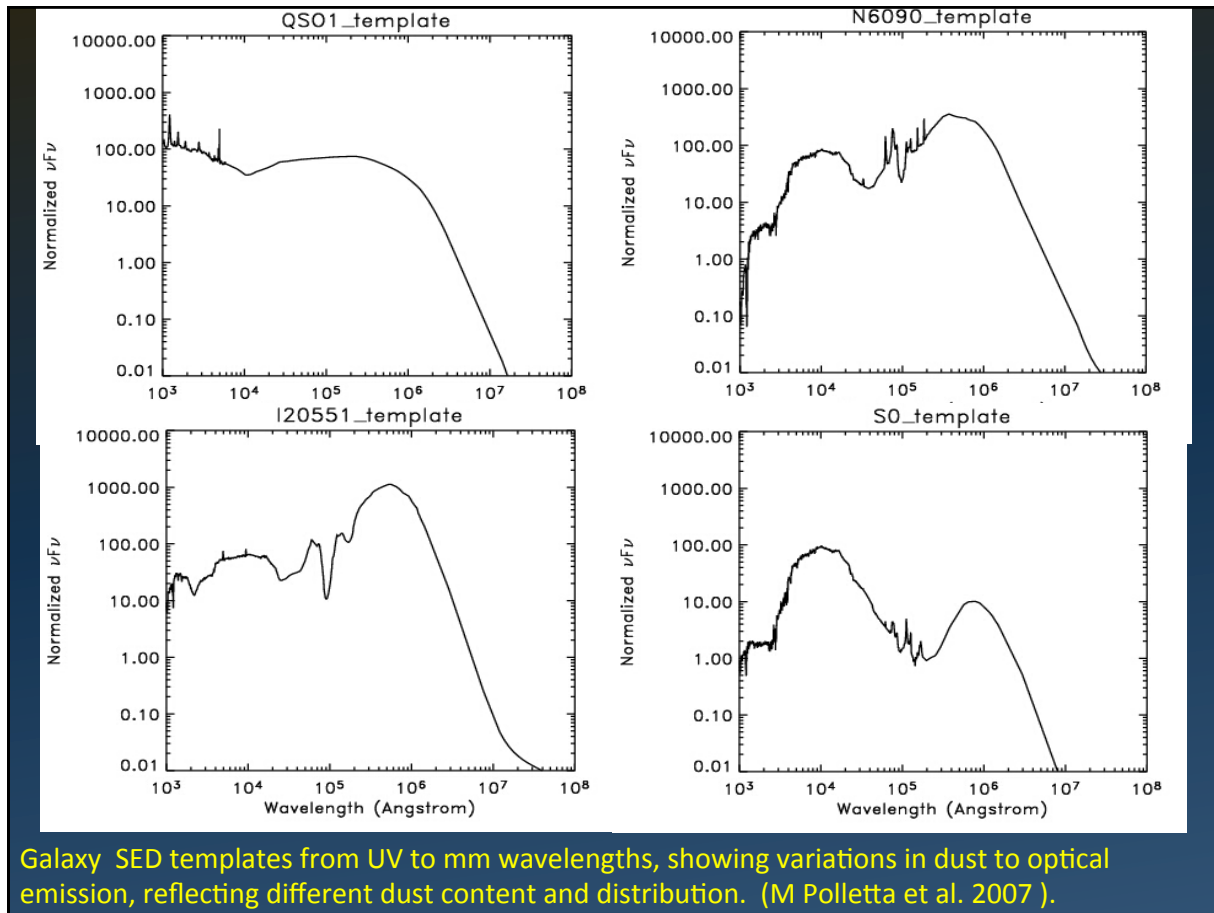 QSO1_template
10000.00
1000.00
100.00
10.00
1.00
0.10
0.01
Normalized νFν
10³ 10⁴ 10⁵ 10⁶ 10⁷ 10⁸
N6090_template
10000.00
1000.00
100.00
10.00
1.00
0.10
0.01
Normalized νFν
10³ 10⁴ 10⁵ 10⁶ 10⁷ 10⁸
I20551_template
10000.00
1000.00
100.00
10.00
1.00
0.10
0.01
Normalized νFν
10³ 10⁴ 10⁵ 10⁶ 10⁷ 10⁸
Wavelength (Angstrom)
S0_template
10000.00
1000.00
100.00
10.00
1.00
0.10
0.01
Normalized νFν
10³ 10⁴ 10⁵ 10⁶ 10⁷ 10⁸
Wavelength (Angstrom)
Galaxy SED templates from UV to mm wavelengths, showing variations in dust to optical
emission, reflecting different dust content and distribution. (M Polletta et al. 2007 ).